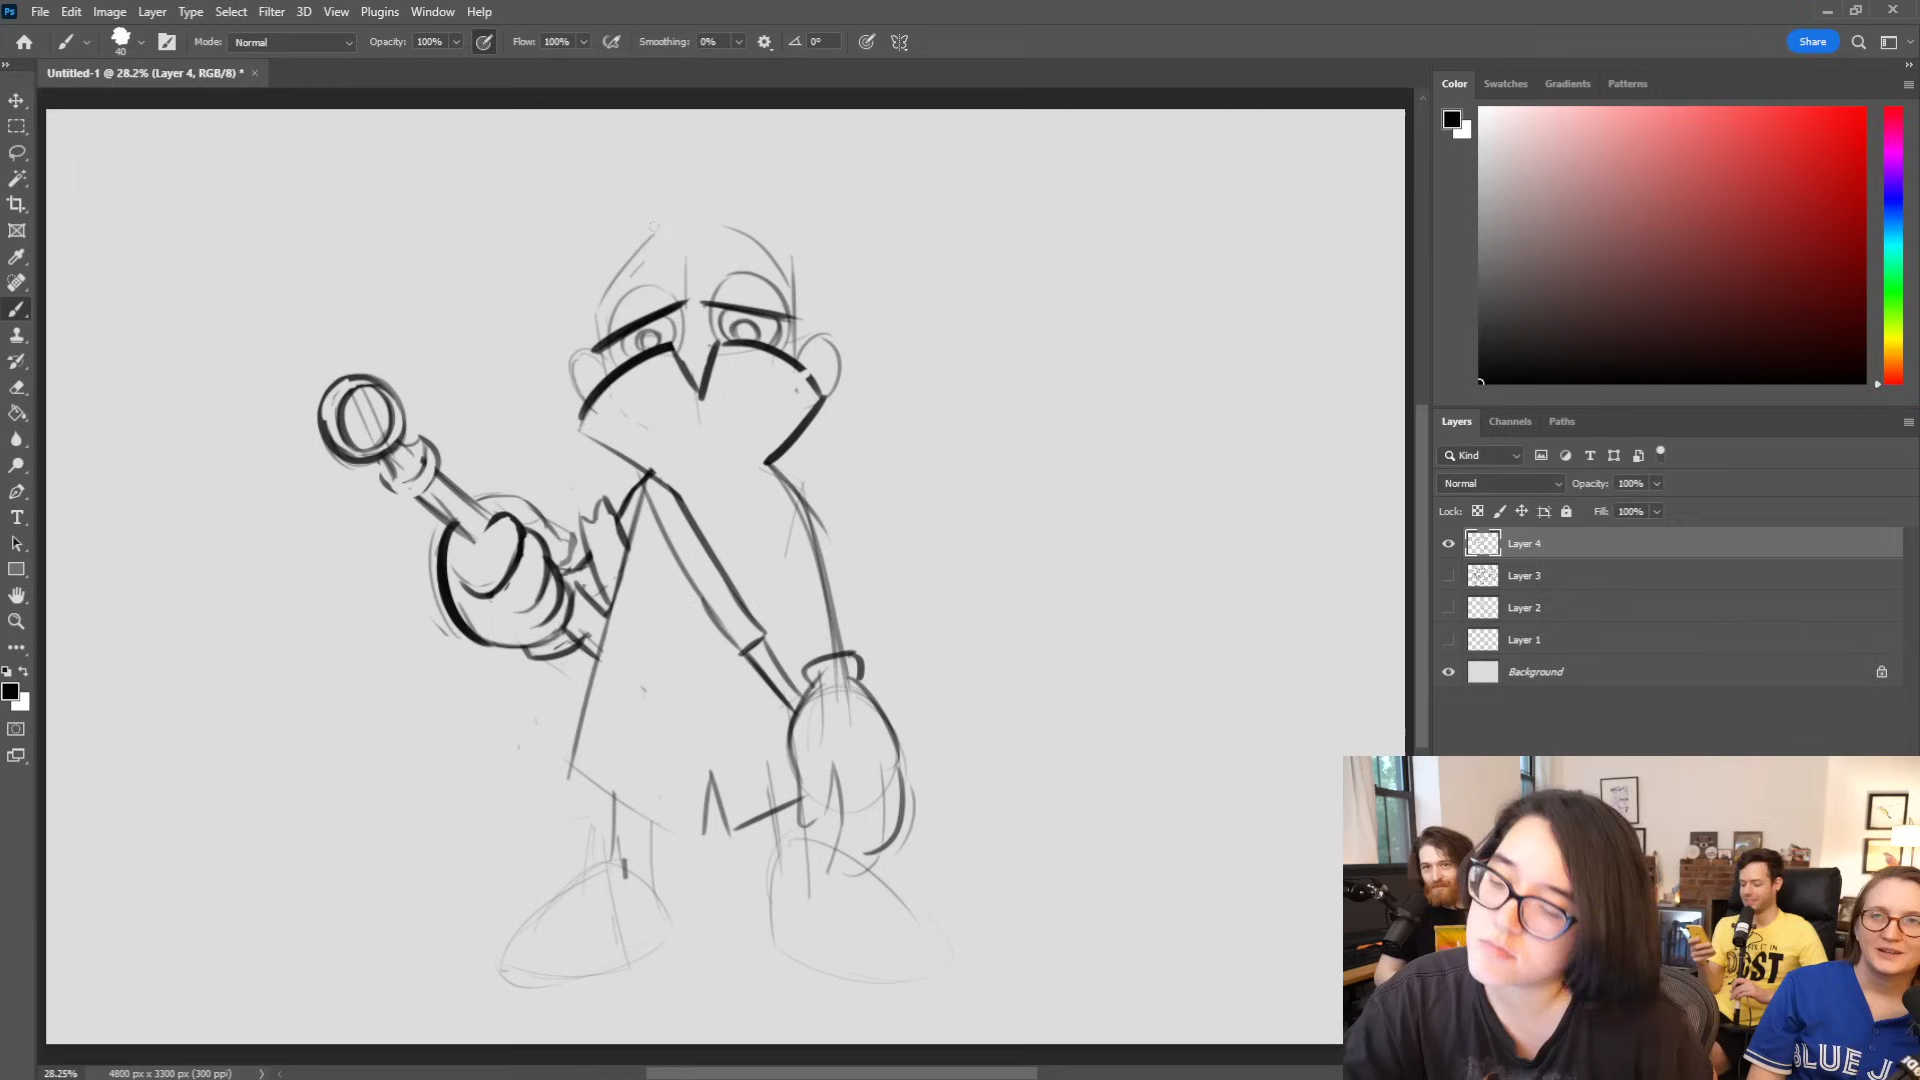 Ps File Edit Image Layer Type Select Filter 3D View Plugins Window Help
40 Mode: Normal Opacity: 100% Flow: 100% Smoothing: 0% 0° Share
Untitled-1 @ 28.2% (Layer 4, RGB/8) *
Color Swatches Gradients Patterns
Layers Channels Paths
Kind
Normal Opacity: 100%
Lock: Fill: 100%
Layer 4
Layer 3
Layer 2
Layer 1
Background
BLUE J
28.25% 4800 px x 3300 px (300 ppi)